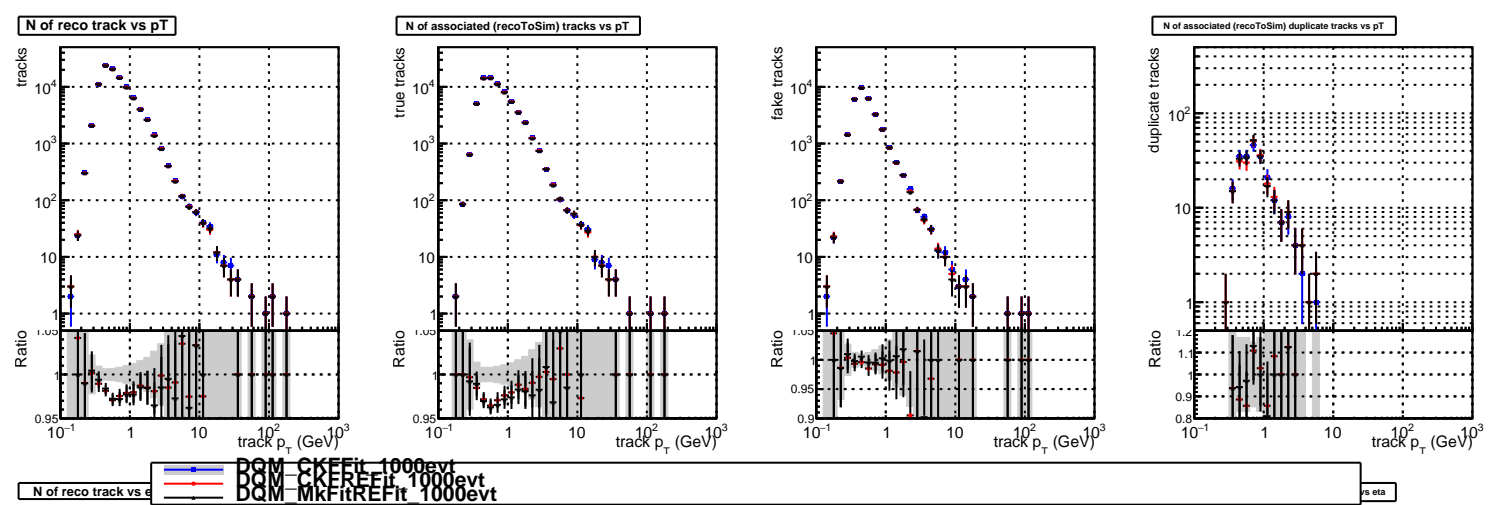 N of reco track vs pT
N of associated (recoToSim) tracks vs pT
N of associated (recoToSim) duplicate tracks vs pT
tracks
10⁴
10³
10²
10
1
Ratio
1.05
1
0.95
10⁻¹ 1 10 10² 10³
track p_T (GeV)
true tracks
10⁴
10³
10²
10
1
Ratio
1.05
1
0.95
10⁻¹ 1 10 10² 10³
track p_T (GeV)
fake tracks
10⁴
10³
10²
10
1
Ratio
1.05
1
0.95
0.9
10⁻¹ 1 10 10² 10³
track p_T (GeV)
duplicate tracks
10²
10
1
Ratio
1.2
1.1
1
0.9
0.8
10⁻¹ 1 10 10² 10³
track p_T (GeV)
DQM_CKFFit_1000evt
DQM_CKFREFit_1000evt
DQM_MkFitREFit_1000evt
N of reco track vs e
vs eta